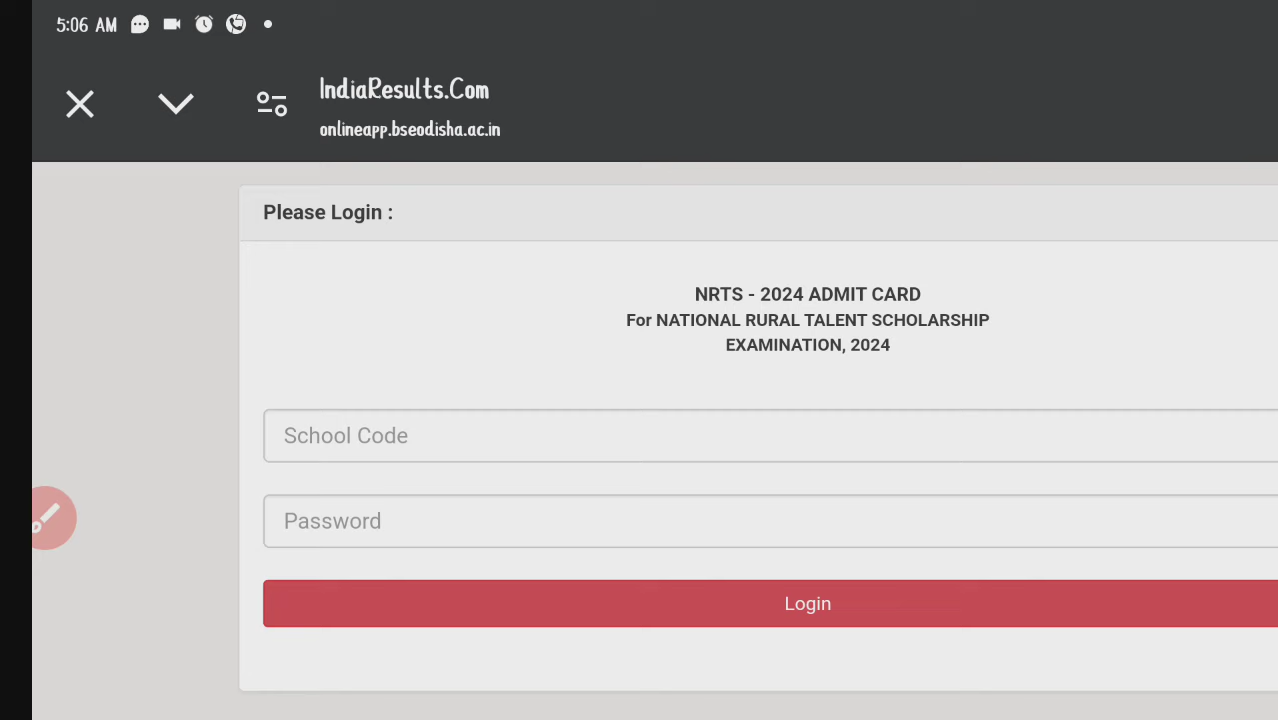 5:06 AM
IndiaResults.Com
onlineapp.bseodisha.ac.in
Please Login :
NRTS - 2024 ADMIT CARD
For NATIONAL RURAL TALENT SCHOLARSHIP
EXAMINATION, 2024
School Code
Password
Login